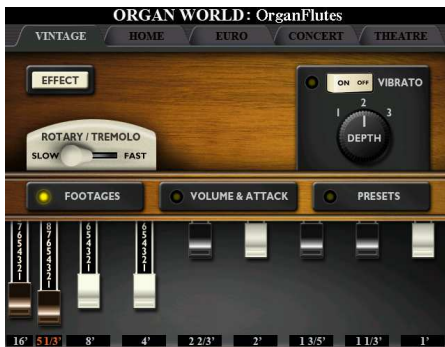 ORGAN WORLD: OrganFlutes
VINTAGE HOME EURO CONCERT THEATRE
EFFECT
ON OFF VIBRATO
1 2 3
DEPTH
ROTARY / TREMOLO
SLOW FAST
FOOTAGES VOLUME & ATTACK PRESETS
7 8 6 6
6 7 5 5
5 6 4 4
4 5 3 3
3 4 2 2
2 3 1 1
1 2
1
16' 5 1/3' 8' 4' 2 2/3' 2' 1 3/5' 1 1/3' 1'